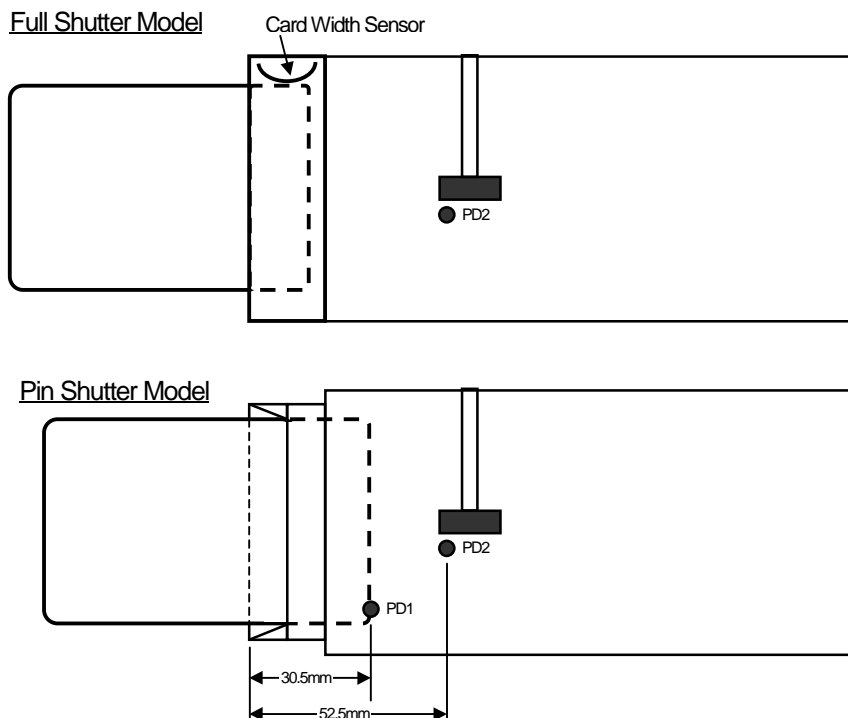 Full Shutter Model
Card Width Sensor
PD2
Pin Shutter Model
PD2
PD1
30.5mm
52.5mm